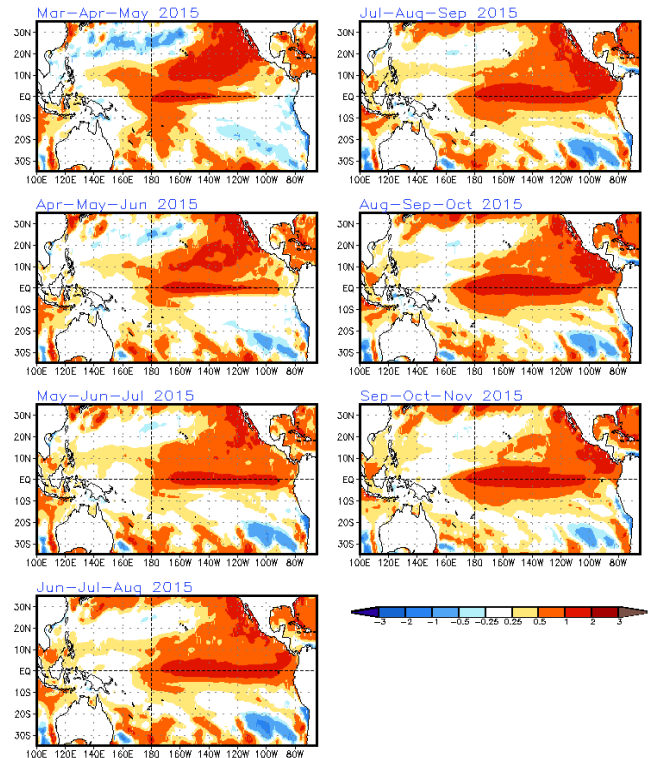 Mar-Apr-May 2015
30N
20N
10N
EQ
10S
20S
30S
100E 120E 140E 160E 180 160W 140W 120W 100W 80W
Apr-May-Jun 2015
30N
20N
10N
EQ
10S
20S
30S
100E 120E 140E 160E 180 160W 140W 120W 100W 80W
May-Jun-Jul 2015
30N
20N
10N
EQ
10S
20S
30S
100E 120E 140E 160E 180 160W 140W 120W 100W 80W
Jun-Jul-Aug 2015
30N
20N
10N
EQ
10S
20S
30S
100E 120E 140E 160E 180 160W 140W 120W 100W 80W
Jul-Aug-Sep 2015
30N
20N
10N
EQ
10S
20S
30S
100E 120E 140E 160E 180 160W 140W 120W 100W 80W
Aug-Sep-Oct 2015
30N
20N
10N
EQ
10S
20S
30S
100E 120E 140E 160E 180 160W 140W 120W 100W 80W
Sep-Oct-Nov 2015
30N
20N
10N
EQ
10S
20S
30S
100E 120E 140E 160E 180 160W 140W 120W 100W 80W
-3 -2 -1 -0.5 -0.25 0.25 0.5 1 2 3